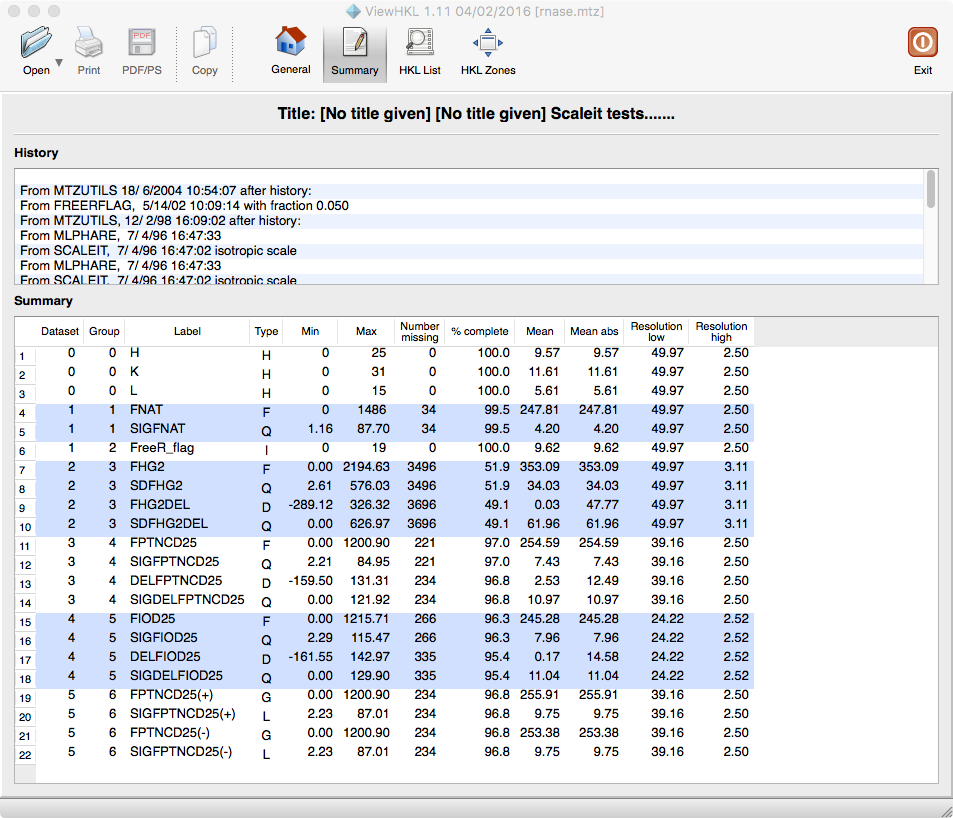 ViewHKL 1.11 04/02/2016 [rnase.mtz]
Open Print PDF/PS Copy General Summary HKL List HKL Zones Exit
Title: [No title given] [No title given] Scaleit tests.......
History
From MTZUTILS 18/ 6/2004 10:54:07 after history:
From FREERFLAG, 5/14/02 10:09:14 with fraction 0.050
From MTZUTILS, 12/ 2/98 16:09:02 after history:
From MLPHARE, 7/ 4/96 16:47:33
From SCALEIT, 7/ 4/96 16:47:02 isotropic scale
From MLPHARE, 7/ 4/96 16:47:33
From SCALEIT, 7/ 4/96 16:47:02 isotropic scale
Summary
Dataset Group Label Type Min Max Number missing % complete Mean Mean abs Resolution low Resolution high
1 0 0 H H 0 25 0 100.0 9.57 9.57 49.97 2.50
2 0 0 K H 0 31 0 100.0 11.61 11.61 49.97 2.50
3 0 0 L H 0 15 0 100.0 5.61 5.61 49.97 2.50
4 1 1 FNAT F 0 1486 34 99.5 247.81 247.81 49.97 2.50
5 1 1 SIGFNAT Q 1.16 87.70 34 99.5 4.20 4.20 49.97 2.50
6 1 2 FreeR_flag I 0 19 0 100.0 9.62 9.62 49.97 2.50
7 2 3 FHG2 F 0.00 2194.63 3496 51.9 353.09 353.09 49.97 3.11
8 2 3 SDFHG2 Q 2.61 576.03 3496 51.9 34.03 34.03 49.97 3.11
9 2 3 FHG2DEL D -289.12 326.32 3696 49.1 0.03 47.77 49.97 3.11
10 2 3 SDFHG2DEL Q 0.00 626.97 3696 49.1 61.96 61.96 49.97 3.11
11 3 4 FPTNCD25 F 0.00 1200.90 221 97.0 254.59 254.59 39.16 2.50
12 3 4 SIGFPTNCD25 Q 2.21 84.95 221 97.0 7.43 7.43 39.16 2.50
13 3 4 DELFPTNCD25 D -159.50 131.31 234 96.8 2.53 12.49 39.16 2.50
14 3 4 SIGDELFPTNCD25 Q 0.00 121.92 234 96.8 10.97 10.97 39.16 2.50
15 4 5 FIOD25 F 0.00 1215.71 266 96.3 245.28 245.28 24.22 2.52
16 4 5 SIGFIOD25 Q 2.29 115.47 266 96.3 7.96 7.96 24.22 2.52
17 4 5 DELFIOD25 D -161.55 142.97 335 95.4 0.17 14.58 24.22 2.52
18 4 5 SIGDELFIOD25 Q 0.00 129.90 335 95.4 11.04 11.04 24.22 2.52
19 5 6 FPTNCD25(+) G 0.00 1200.90 234 96.8 255.91 255.91 39.16 2.50
20 5 6 SIGFPTNCD25(+) L 2.23 87.01 234 96.8 9.75 9.75 39.16 2.50
21 5 6 FPTNCD25(-) G 0.00 1200.90 234 96.8 253.38 253.38 39.16 2.50
22 5 6 SIGFPTNCD25(-) L 2.23 87.01 234 96.8 9.75 9.75 39.16 2.50